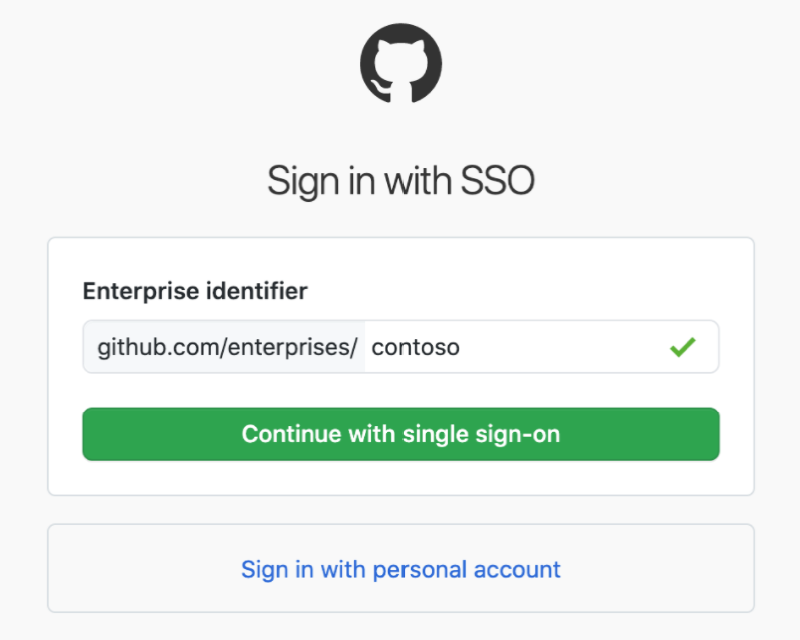 Sign in with SSO
Enterprise identifier
github.com/enterprises/ contoso
Continue with single sign-on
Sign in with personal account